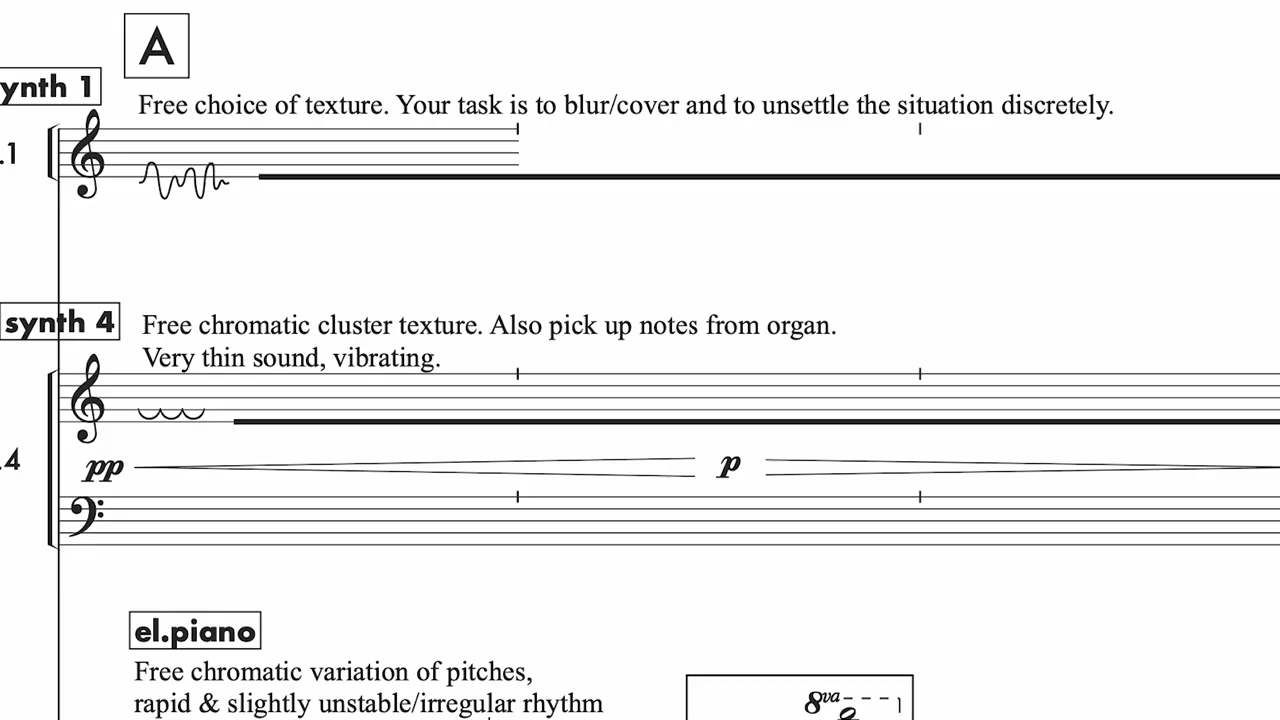 A
ynth 1
Free choice of texture. Your task is to blur/cover and to unsettle the situation discretely.
.1
synth 4
Free chromatic cluster texture. Also pick up notes from organ.
Very thin sound, vibrating.
.4
pp
p
el.piano
Free chromatic variation of pitches,
rapid & slightly unstable/irregular rhythm
8va